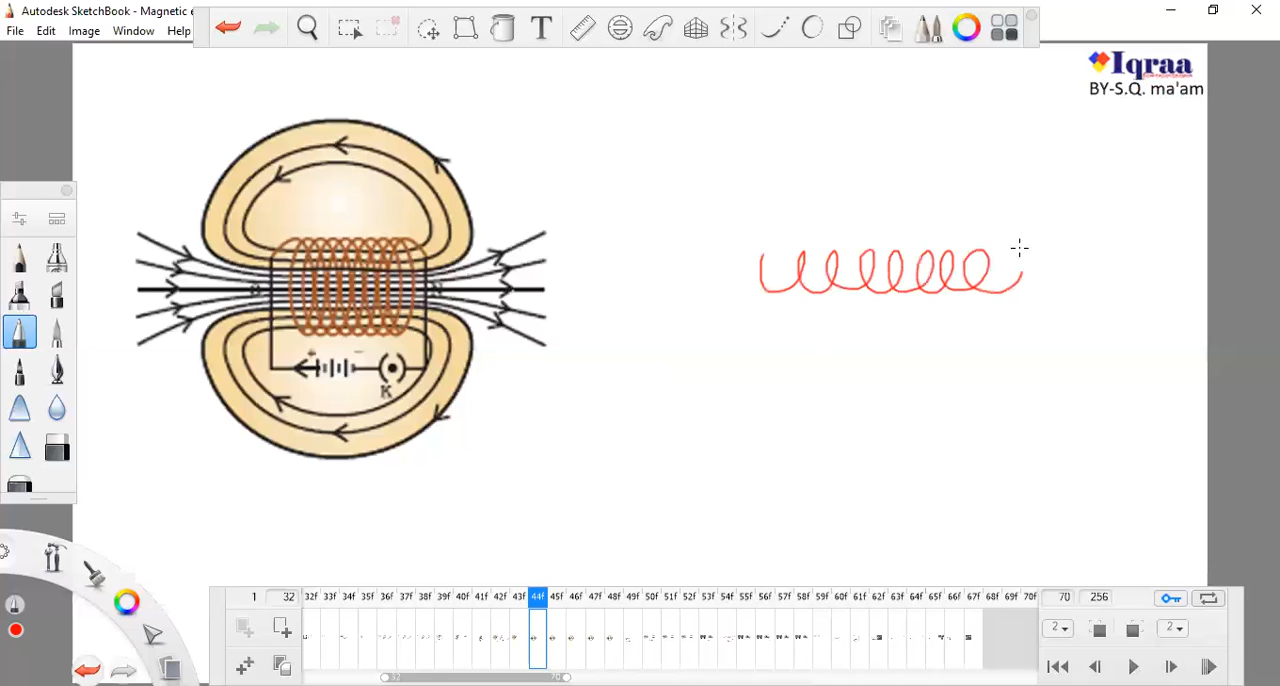 Autodesk SketchBook - Magnetic e
File Edit Image Window Help
T
Iqraa
BY-S.Q. ma'am
+ −
K
1 32 32f 33f 34f 35f 36f 37f 38f 39f 40f 41f 42f 43f 44f 45f 46f 47f 48f 49f 50f 51f 52f 53f 54f 55f 56f 57f 58f 59f 60f 61f 62f 63f 64f 65f 66f 67f 68f 69f 70f 70 256
2 2
32 70